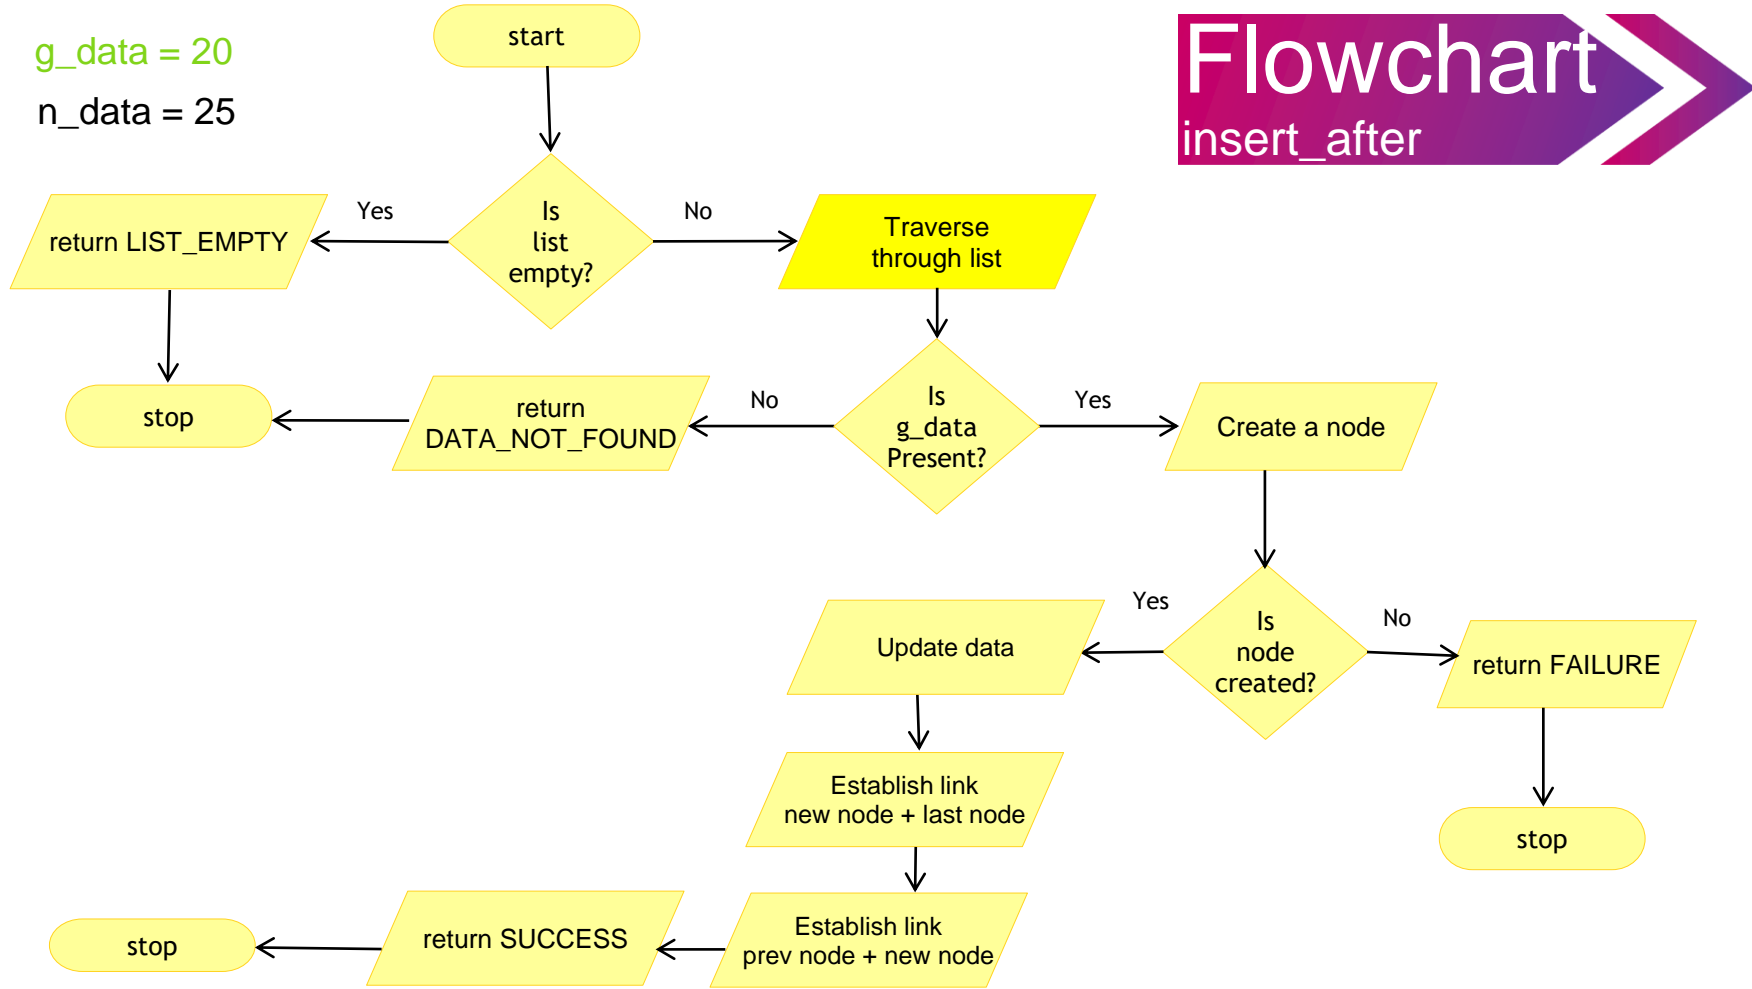 g_data = 20
n_data = 25
start
Flowchart
insert_after
return LIST_EMPTY
Yes
Is
list
empty?
No
Traverse
through list
stop
return
DATA_NOT_FOUND
No
Is
g_data
Present?
Yes
Create a node
Update data
Yes
Is
node
created?
No
return FAILURE
Establish link
new node + last node
stop
stop
return SUCCESS
Establish link
prev node + new node